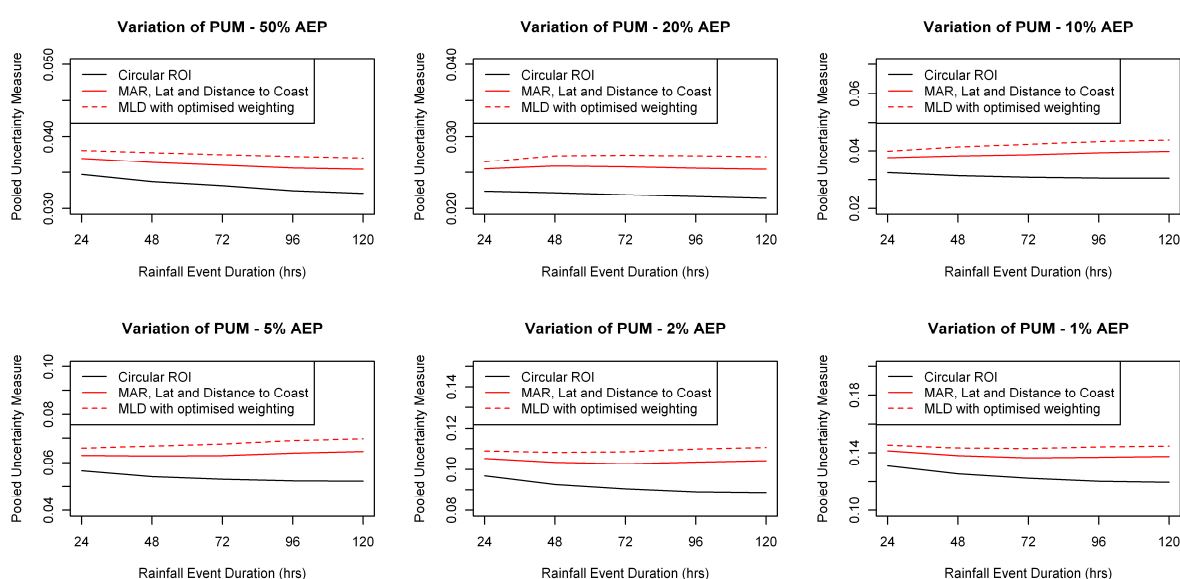 Variation of PUM - 50% AEP
Pooled Uncertainty Measure
0.050
0.040
0.030
Circular ROI
MAR, Lat and Distance to Coast
MLD with optimised weighting
24 48 72 96 120
Rainfall Event Duration (hrs)
Variation of PUM - 20% AEP
Pooled Uncertainty Measure
0.040
0.030
0.020
Circular ROI
MAR, Lat and Distance to Coast
MLD with optimised weighting
24 48 72 96 120
Rainfall Event Duration (hrs)
Variation of PUM - 10% AEP
Pooled Uncertainty Measure
0.06
0.04
0.02
Circular ROI
MAR, Lat and Distance to Coast
MLD with optimised weighting
24 48 72 96 120
Rainfall Event Duration (hrs)
Variation of PUM - 5% AEP
Pooled Uncertainty Measure
0.10
0.08
0.06
0.04
Circular ROI
MAR, Lat and Distance to Coast
MLD with optimised weighting
24 48 72 96 120
Rainfall Event Duration (hrs)
Variation of PUM - 2% AEP
Pooled Uncertainty Measure
0.14
0.12
0.10
0.08
Circular ROI
MAR, Lat and Distance to Coast
MLD with optimised weighting
24 48 72 96 120
Rainfall Event Duration (hrs)
Variation of PUM - 1% AEP
Pooled Uncertainty Measure
0.18
0.14
0.10
Circular ROI
MAR, Lat and Distance to Coast
MLD with optimised weighting
24 48 72 96 120
Rainfall Event Duration (hrs)